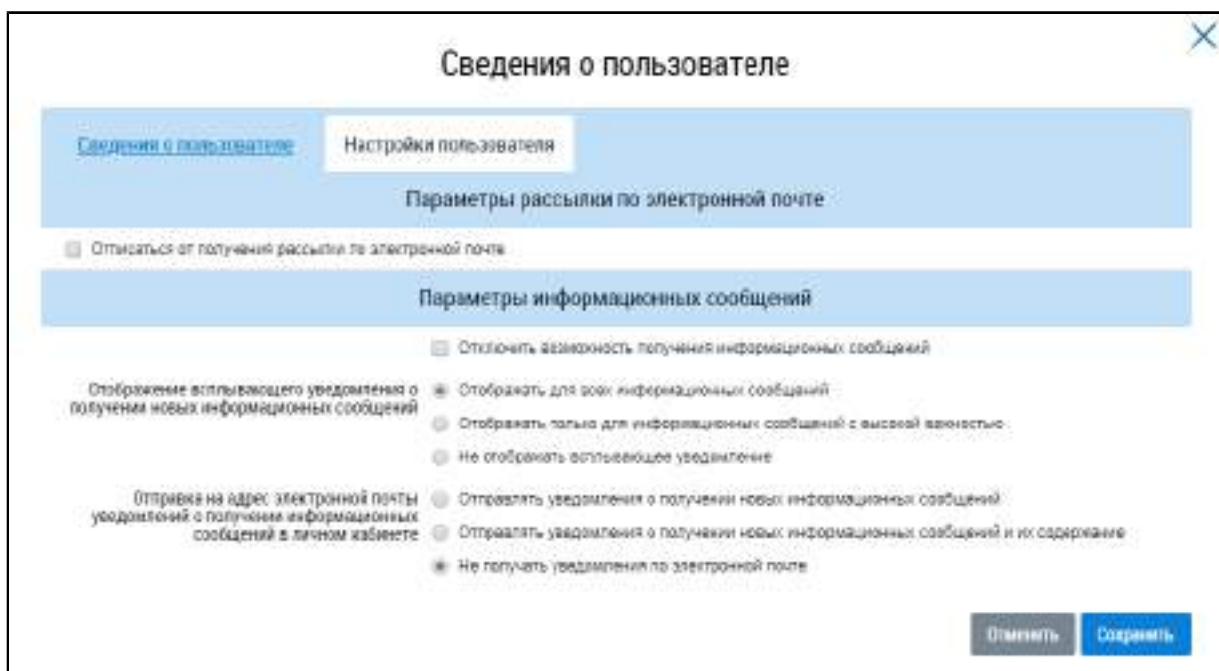 Сведения о пользователе
Сведения о пользователе
Настройки пользователя
Параметры рассылки по электронной почте
Отписаться от получения рассылки по электронной почте
Параметры информационных сообщений
Отключить возможность получения информационных сообщений
Отображение всплывающего уведомления о
получении новых информационных сообщений
Отображать для всех информационных сообщений
Отображать только для информационных сообщений с высокой важностью
Не отображать всплывающее уведомление
Отправка на адрес электронной почты
уведомлений о получении информационных
сообщений в личном кабинете
Отправлять уведомления о получении новых информационных сообщений
Отправлять уведомления о получении новых информационных сообщений и их содержание
Не получать уведомления по электронной почте
Отменить
Сохранить